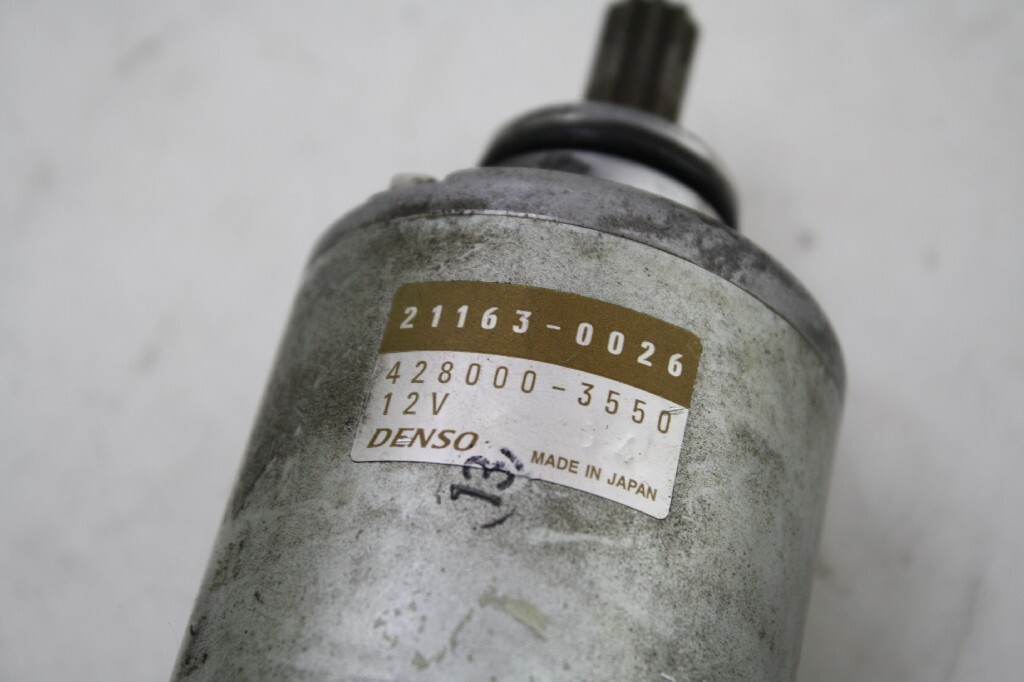 21163-0026
428000-3550
12V
DENSO
MADE IN JAPAN
(13)